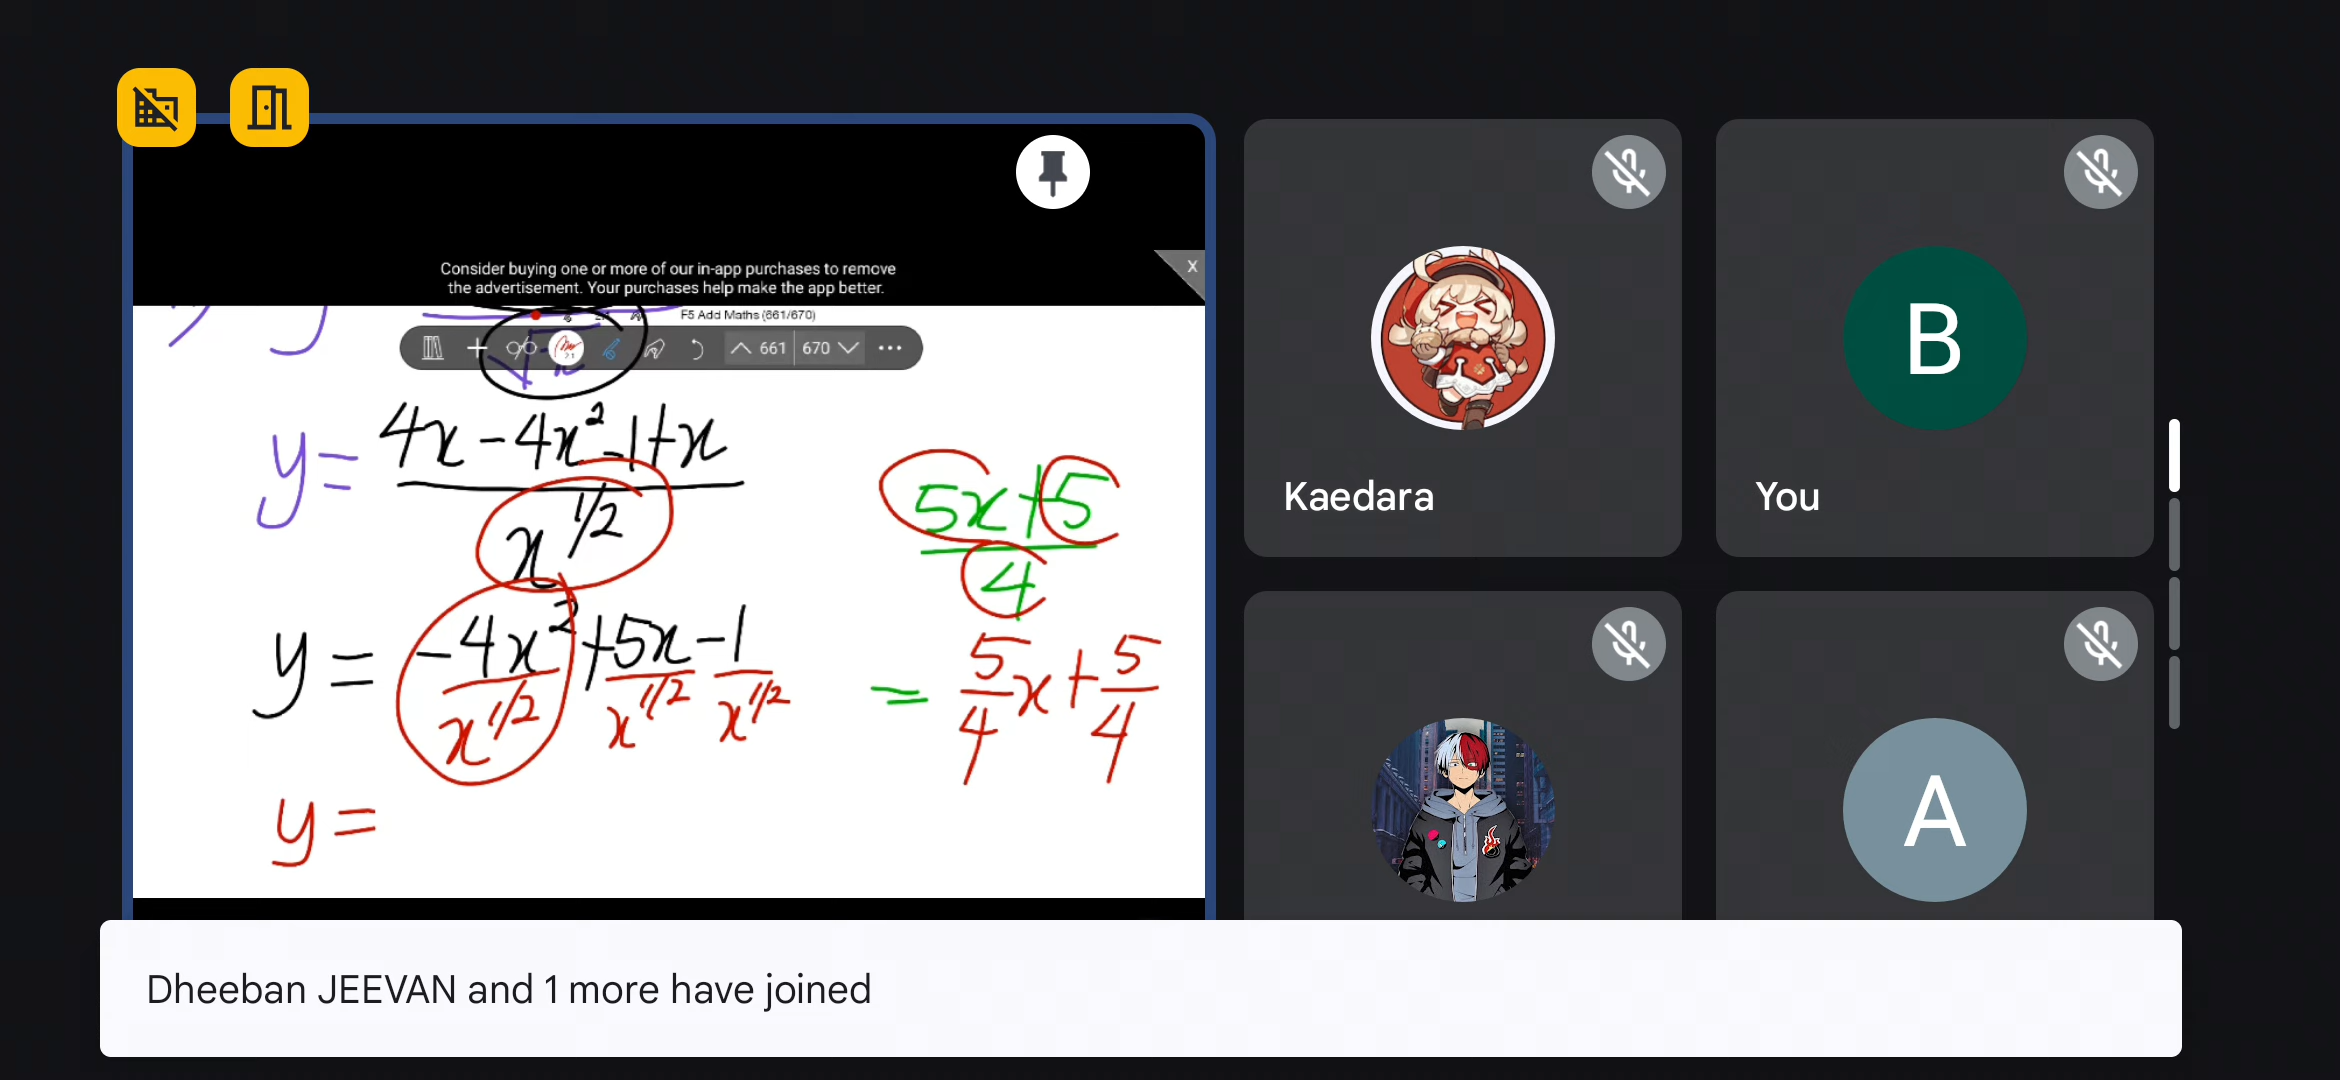 Consider buying one or more of our in-app purchases to remove
the advertisement. Your purchases help make the app better.
X
F5 Add Maths (661/670)
661 670
y = (4x - 4x² - 1 + x) / x^1/2
y = -4x²/x^1/2 + 5x/x^1/2 - 1/x^1/2
y =
(5x + 5) / 4
= 5/4 x + 5/4
Kaedara
B
You
A
Dheeban JEEVAN and 1 more have joined